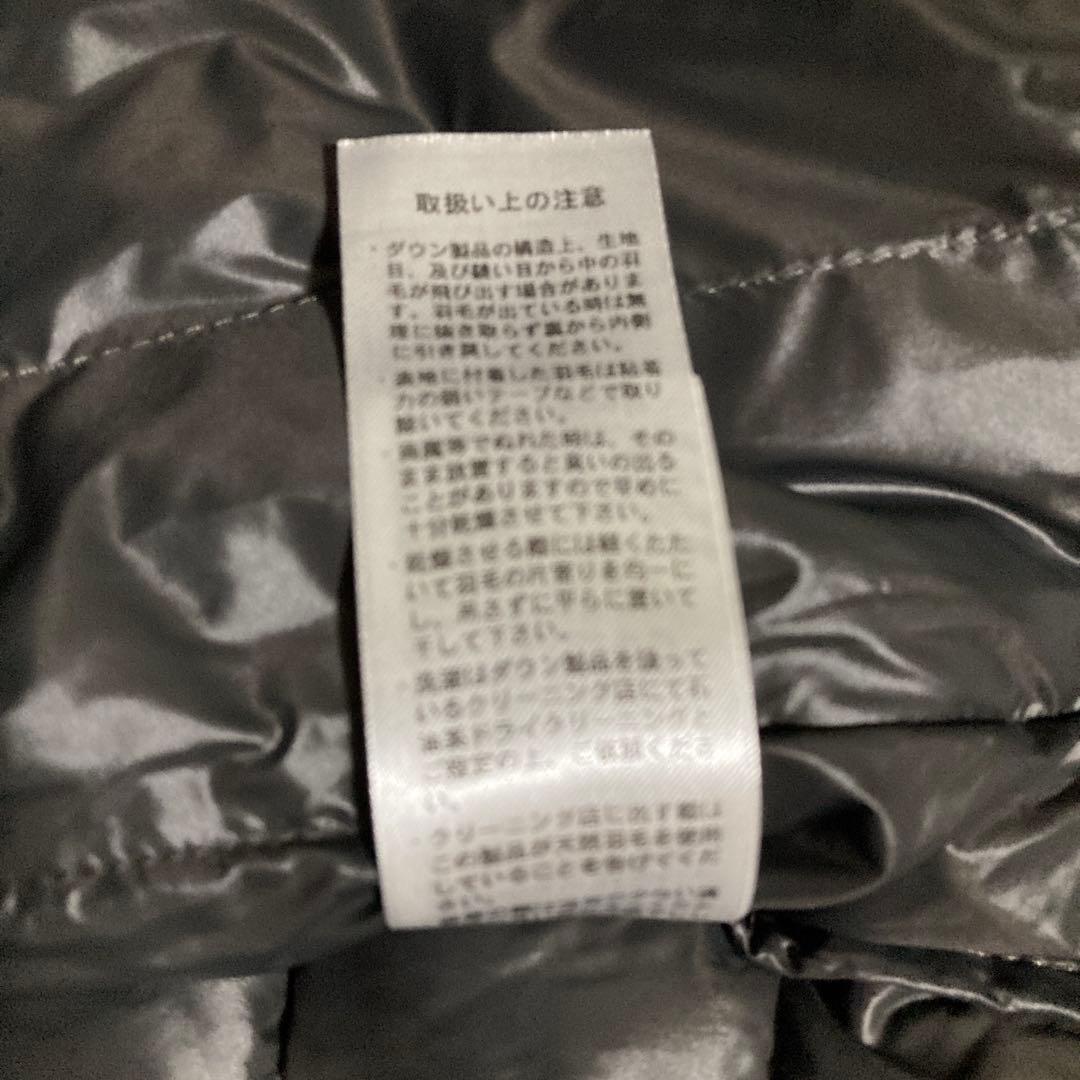 取扱い上の注意
・ダウン製品の構造上、生地
目、及び縫い目から中の羽
毛が飛び出す場合がありま
す。羽毛が出ている時は無
理に抜き取らず裏から内側
に引き戻してください。
・表地に付着した羽毛は粘着
力の弱いテープなどで取り
除いてください。
・雨風等でぬれた時は、その
まま放置すると臭いの出る
ことがありますので早めに
十分乾燥させて下さい。
・乾燥させる際には軽くたた
いて羽毛の片寄りを均一に
し、吊さずに平らに置いて
干して下さい。
・洗濯はダウン製品を扱って
いるクリーニング店にて石
油系ドライクリーニングと
ご指定の上、ご依頼くださ
い。
・クリーニング店に出す際は
この製品が天然羽毛を使用
していることを告げてくだ
さい。